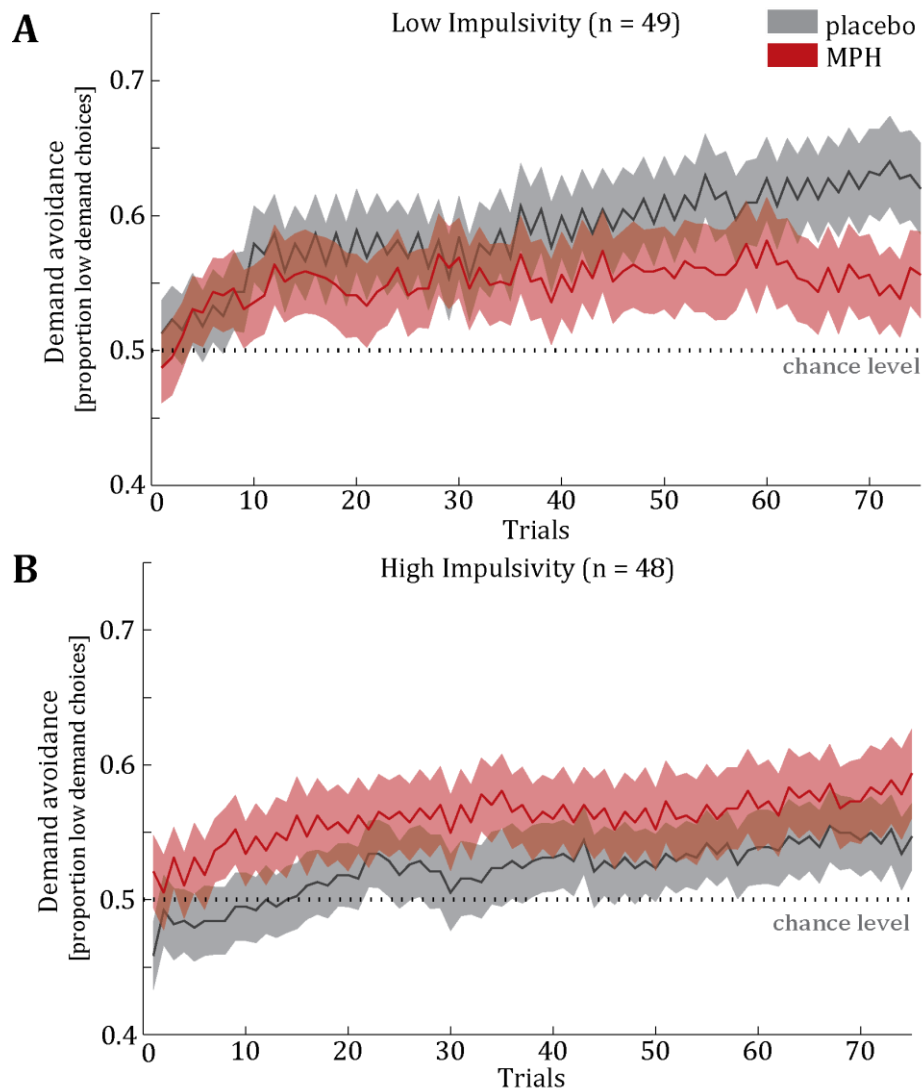 A
Low Impulsivity (n = 49)
placebo
MPH
Demand avoidance
[proportion low demand choices]
0.7
0.6
0.5
0.4
chance level
0 10 20 30 40 50 60 70
Trials
B
High Impulsivity (n = 48)
Demand avoidance
[proportion low demand choices]
0.7
0.6
0.5
0.4
chance level
0 10 20 30 40 50 60 70
Trials